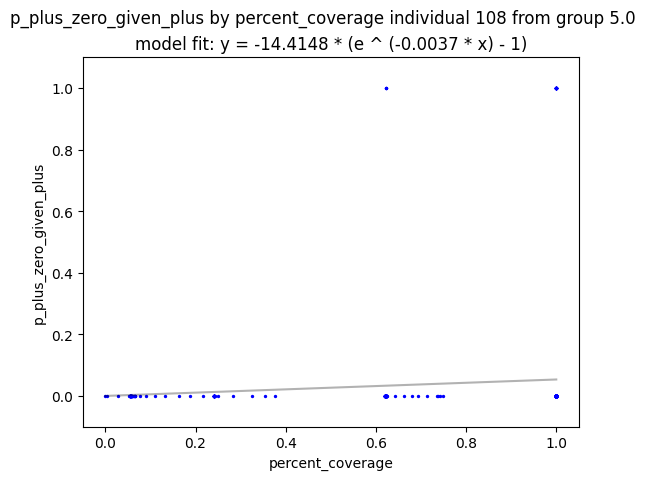 p_plus_zero_given_plus by percent_coverage individual 108 from group 5.0
model fit: y = -14.4148 * (e ^ (-0.0037 * x) - 1)
1.0
0.8
0.6
0.4
0.2
0.0
p_plus_zero_given_plus
0.0 0.2 0.4 0.6 0.8 1.0
percent_coverage